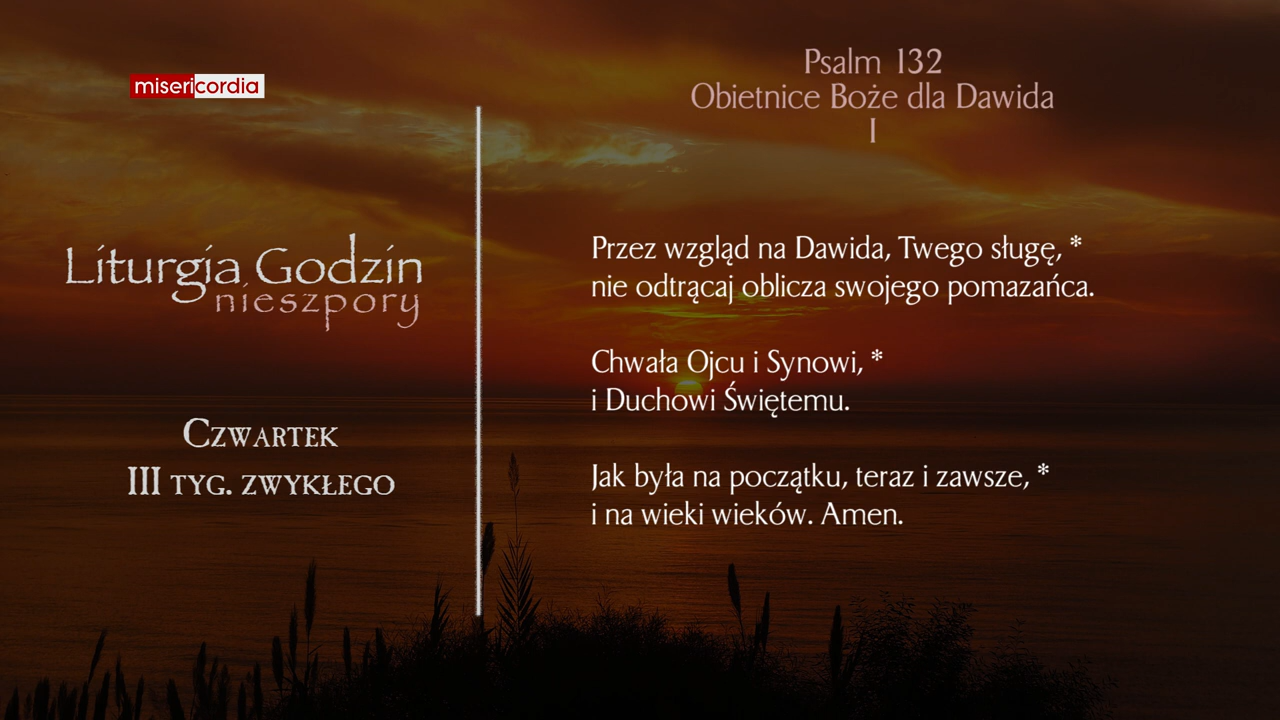 misericordia
Liturgia Godzin
nieszpory
Czwartek
III tyg. zwykłego
Psalm 132
Obietnice Boże dla Dawida
I
Przez wzgląd na Dawida, Twego sługę, *
nie odtrącaj oblicza swojego pomazańca.
Chwała Ojcu i Synowi, *
i Duchowi Świętemu.
Jak była na początku, teraz i zawsze, *
i na wieki wieków. Amen.